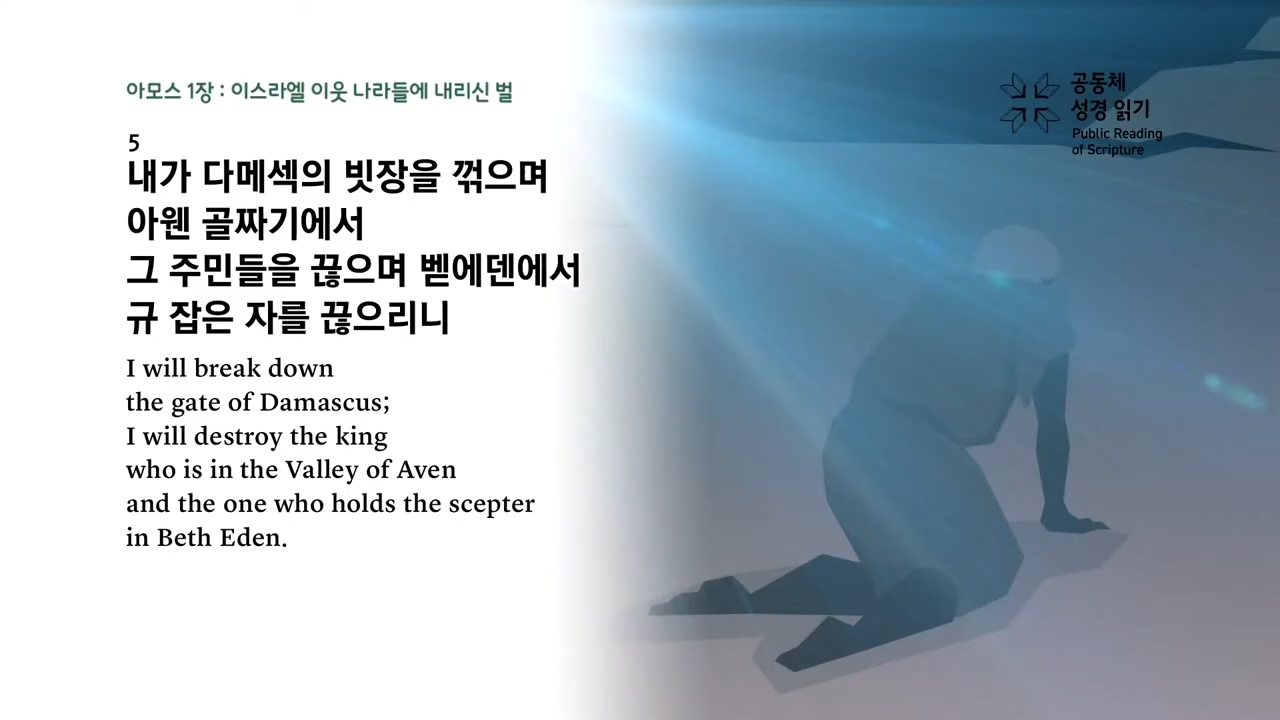 아모스 1장 : 이스라엘 이웃 나라들에 내리신 벌
5
내가 다메섹의 빗장을 꺾으며
아웬 골짜기에서
그 주민들을 끊으며 벧에덴에서
규 잡은 자를 끊으리니
I will break down
the gate of Damascus;
I will destroy the king
who is in the Valley of Aven
and the one who holds the scepter
in Beth Eden.
공동체
성경 읽기
Public Reading
of Scripture